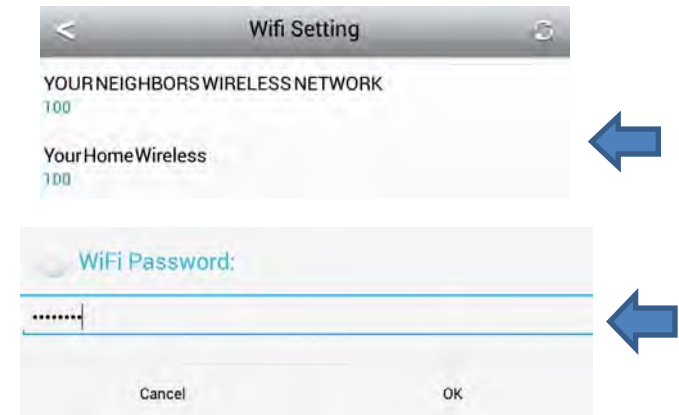 <
Wifi Setting
YOUR NEIGHBORS WIRELESS NETWORK
100
YourHomeWireless
100
WiFi Password:
........
Cancel OK